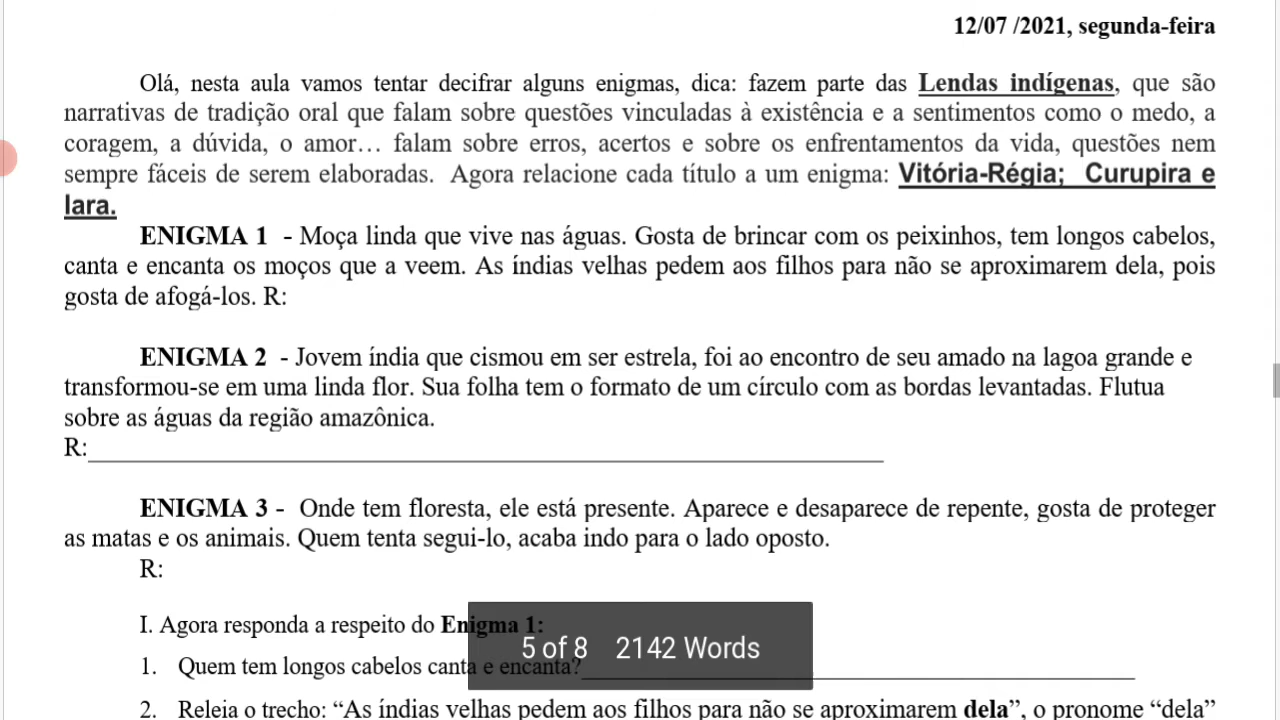 12/07 /2021, segunda-feira
Olá, nesta aula vamos tentar decifrar alguns enigmas, dica: fazem parte das Lendas indígenas, que são
narrativas de tradição oral que falam sobre questões vinculadas à existência e a sentimentos como o medo, a
coragem, a dúvida, o amor… falam sobre erros, acertos e sobre os enfrentamentos da vida, questões nem
sempre fáceis de serem elaboradas. Agora relacione cada título a um enigma: Vitória-Régia; Curupira e
Iara.
ENIGMA 1 - Moça linda que vive nas águas. Gosta de brincar com os peixinhos, tem longos cabelos,
canta e encanta os moços que a veem. As índias velhas pedem aos filhos para não se aproximarem dela, pois
gosta de afogá-los. R:
ENIGMA 2 - Jovem índia que cismou em ser estrela, foi ao encontro de seu amado na lagoa grande e
transformou-se em uma linda flor. Sua folha tem o formato de um círculo com as bordas levantadas. Flutua
sobre as águas da região amazônica.
R:
ENIGMA 3 - Onde tem floresta, ele está presente. Aparece e desaparece de repente, gosta de proteger
as matas e os animais. Quem tenta segui-lo, acaba indo para o lado oposto.
R:
I. Agora responda a respeito do Enigma 1:
5 of 8 2142 Words
1. Quem tem longos cabelos canta e encanta?
2. Releia o trecho: “As índias velhas pedem aos filhos para não se aproximarem dela”, o pronome “dela”